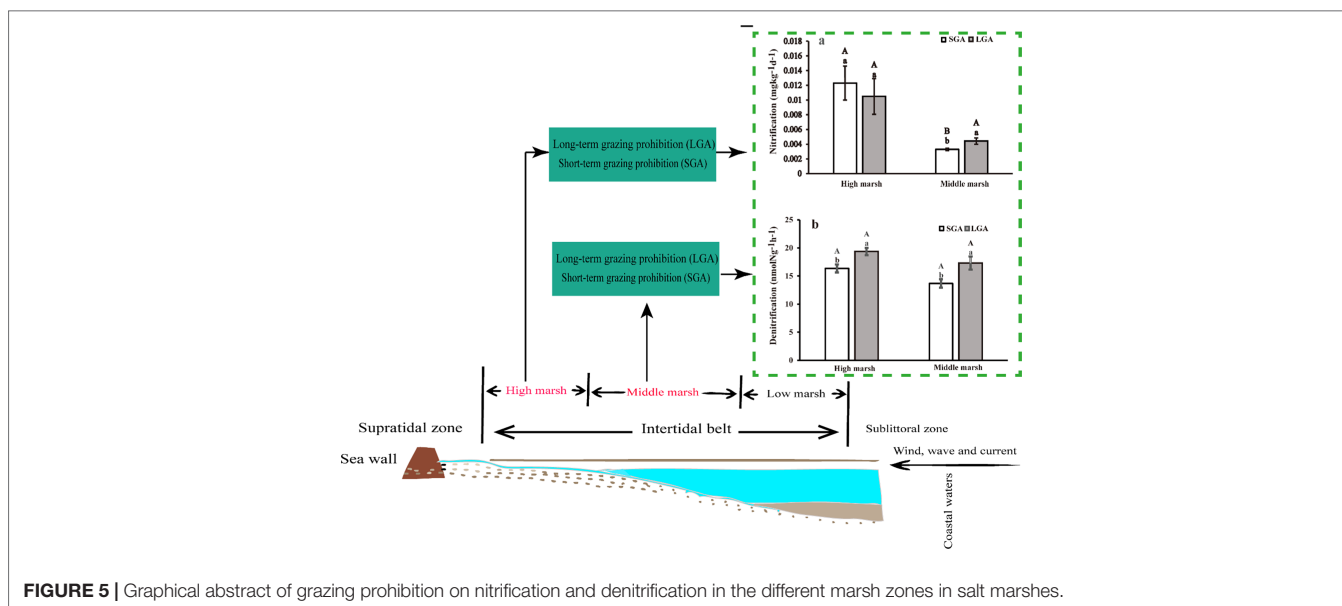 a
SGA LGA
Nitrification (mgkg⁻¹d⁻¹)
0.018
0.016
0.014
0.012
0.01
0.008
0.006
0.004
0.002
0
A
a
A
a
B
b
A
a
High marsh
Middle marsh
Long-term grazing prohibition (LGA)
Short-term grazing prohibition (SGA)
b
SGA LGA
Denitrification (nmolNg⁻¹h⁻¹)
25
20
15
10
5
0
A
b
A
a
A
b
A
a
High marsh
Middle marsh
Long-term grazing prohibition (LGA)
Short-term grazing prohibition (SGA)
High marsh
Middle marsh
Low marsh
Supratidal zone
Intertidal belt
Sublittoral zone
Sea wall
Wind, wave and current
Coastal waters
FIGURE 5 | Graphical abstract of grazing prohibition on nitrification and denitrification in the different marsh zones in salt marshes.